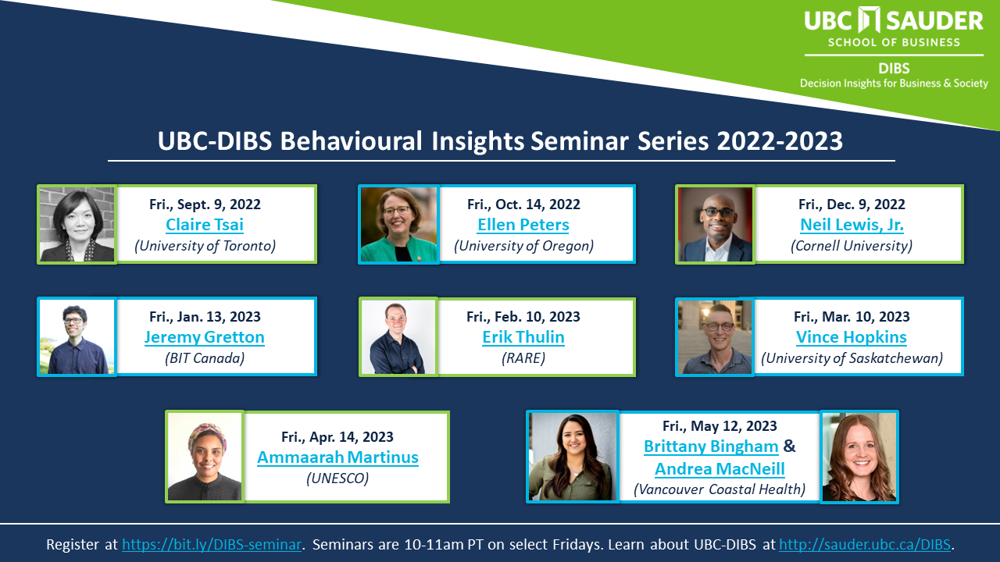 UBC SAUDER
SCHOOL OF BUSINESS
DIBS
Decision Insights for Business & Society
UBC-DIBS Behavioural Insights Seminar Series 2022-2023
Fri., Sept. 9, 2022
Claire Tsai
(University of Toronto)
Fri., Oct. 14, 2022
Ellen Peters
(University of Oregon)
Fri., Dec. 9, 2022
Neil Lewis, Jr.
(Cornell University)
Fri., Jan. 13, 2023
Jeremy Gretton
(BIT Canada)
Fri., Feb. 10, 2023
Erik Thulin
(RARE)
Fri., Mar. 10, 2023
Vince Hopkins
(University of Saskatchewan)
Fri., Apr. 14, 2023
Ammaarah Martinus
(UNESCO)
Fri., May 12, 2023
Brittany Bingham &
Andrea MacNeill
(Vancouver Coastal Health)
Register at https://bit.ly/DIBS-seminar. Seminars are 10-11am PT on select Fridays. Learn about UBC-DIBS at http://sauder.ubc.ca/DIBS.